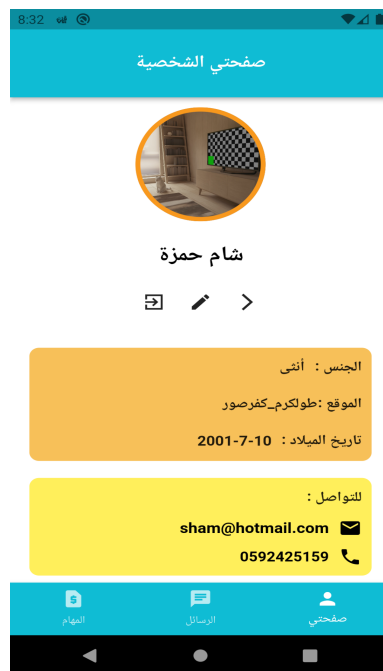 8:32
صفحتي الشخصية
شام حمزة
الجنس : أنثى
الموقع :طولكرم_كفرصور
تاريخ الميلاد : 10-7-2001
للتواصل :
sham@hotmail.com
0592425159
صفحتي
الرسائل
المهام